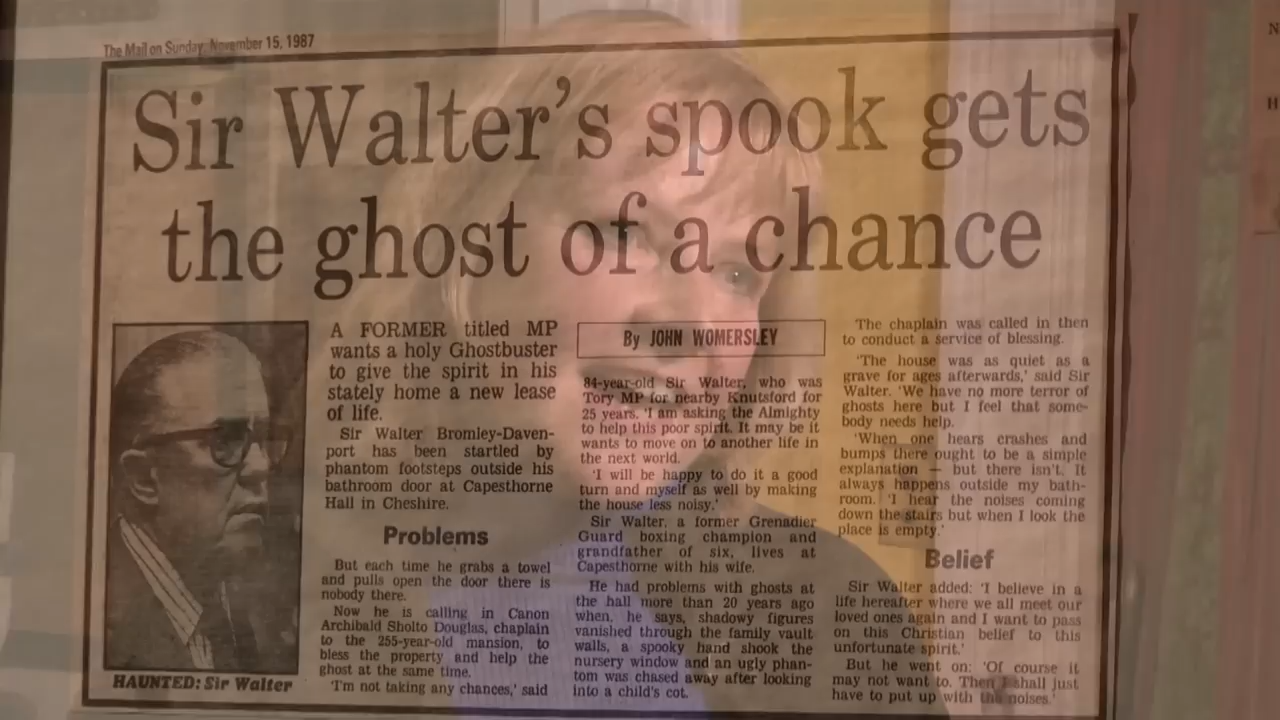 The Mail on Sunday, November 15, 1987
Sir Walter's spook gets
the ghost of a chance
HAUNTED: Sir Walter
A FORMER titled MP
wants a holy Ghostbuster
to give the spirit in his
stately home a new lease
of life.
Sir Walter Bromley-Daven-
port has been startled by
phantom footsteps outside his
bathroom door at Capesthorne
Hall in Cheshire.
Problems
But each time he grabs a towel
and pulls open the door there is
nobody there.
Now he is calling in Canon
Archibald Sholto Douglas, chaplain
to the 255-year-old mansion, to
bless the property and help the
ghost at the same time.
'I'm not taking any chances,' said
By JOHN WOMERSLEY
84-year-old Sir Walter, who was
Tory MP for nearby Knutsford for
25 years. 'I am asking the Almighty
to help this poor spirit. It may be it
wants to move on to another life in
the next world.
'I will be happy to do it a good
turn and myself as well by making
the house less noisy.'
Sir Walter, a former Grenadier
Guard boxing champion and
grandfather of six, lives at
Capesthorne with his wife.
He had problems with ghosts at
the hall more than 20 years ago
when, he says, shadowy figures
vanished through the family vault
walls, a spooky hand shook the
nursery window and an ugly phan-
tom was chased away after looking
into a child's cot.
The chaplain was called in then
to conduct a service of blessing.
'The house was as quiet as a
grave for ages afterwards,' said Sir
Walter. 'We have no more terror of
ghosts here but I feel that some-
body needs help.
'When one hears crashes and
bumps there ought to be a simple
explanation — but there isn't. It
always happens outside my bath-
room. 'I hear the noises coming
down the stairs but when I look the
place is empty.'
Belief
Sir Walter added: 'I believe in a
life hereafter where we all meet our
loved ones again and I want to pass
on this Christian belief to this
unfortunate spirit.'
But he went on: 'Of course it
may not want to. Then I shall just
have to put up with the noises.'